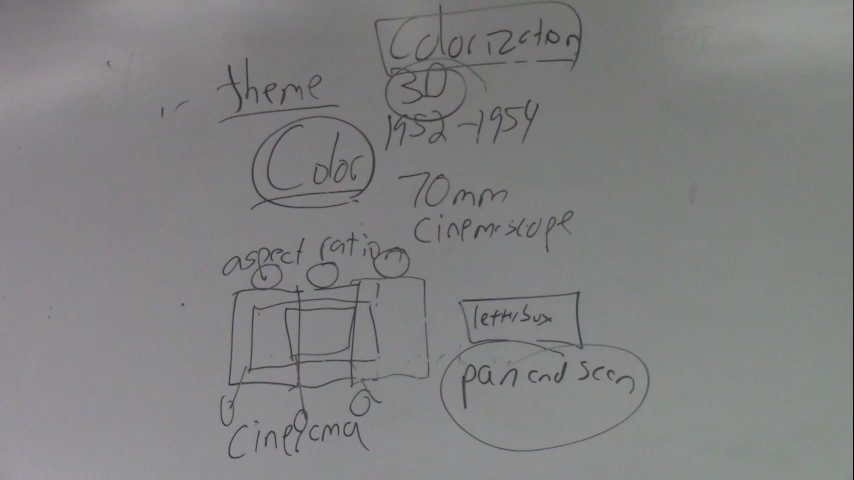 Colorization
theme
3D
1952-1954
Color
70mm
Cinemascope
aspect ratio
letterbox
pan and scan
Cinerama